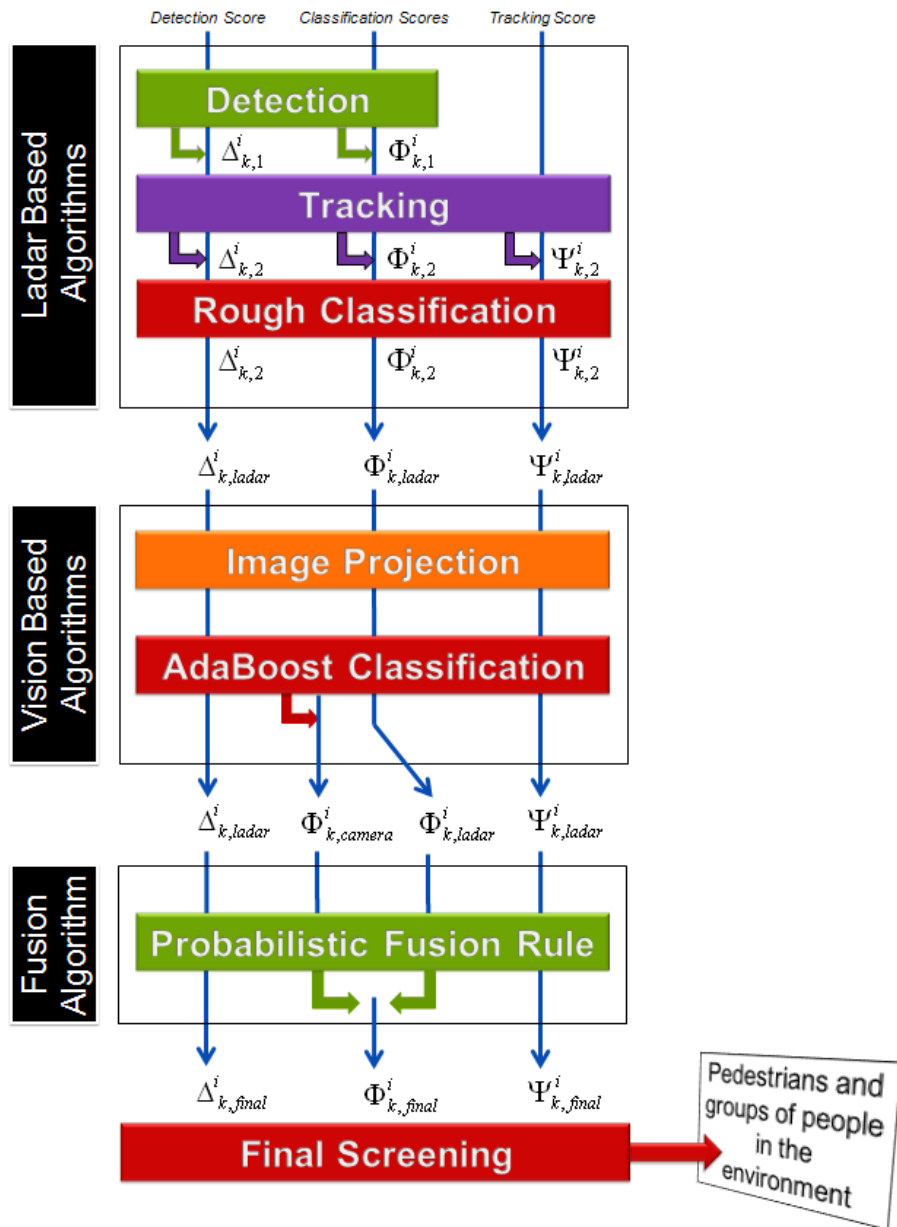 Detection Score Classification Scores Tracking Score
Ladar Based
Algorithms
Detection
Δ^i_{k,1} Φ^i_{k,1}
Tracking
Δ^i_{k,2} Φ^i_{k,2} Ψ^i_{k,2}
Rough Classification
Δ^i_{k,2} Φ^i_{k,2} Ψ^i_{k,2}
Δ^i_{k,ladar} Φ^i_{k,ladar} Ψ^i_{k,ladar}
Vision Based
Algorithms
Image Projection
AdaBoost Classification
Δ^i_{k,ladar} Φ^i_{k,camera} Φ^i_{k,ladar} Ψ^i_{k,ladar}
Fusion
Algorithm
Probabilistic Fusion Rule
Δ^i_{k,final} Φ^i_{k,final} Ψ^i_{k,final}
Final Screening
Pedestrians and
groups of people
in the
environment